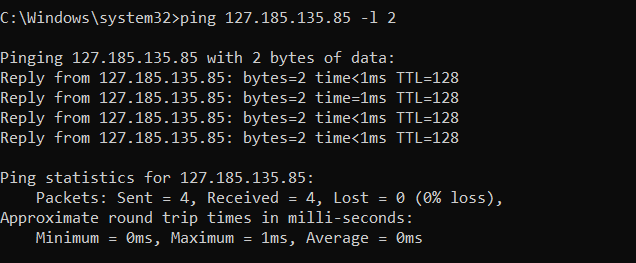 C:\Windows\system32>ping 127.185.135.85 -l 2

Pinging 127.185.135.85 with 2 bytes of data:
Reply from 127.185.135.85: bytes=2 time<1ms TTL=128
Reply from 127.185.135.85: bytes=2 time=1ms TTL=128
Reply from 127.185.135.85: bytes=2 time<1ms TTL=128
Reply from 127.185.135.85: bytes=2 time<1ms TTL=128

Ping statistics for 127.185.135.85:
    Packets: Sent = 4, Received = 4, Lost = 0 (0% loss),
Approximate round trip times in milli-seconds:
    Minimum = 0ms, Maximum = 1ms, Average = 0ms